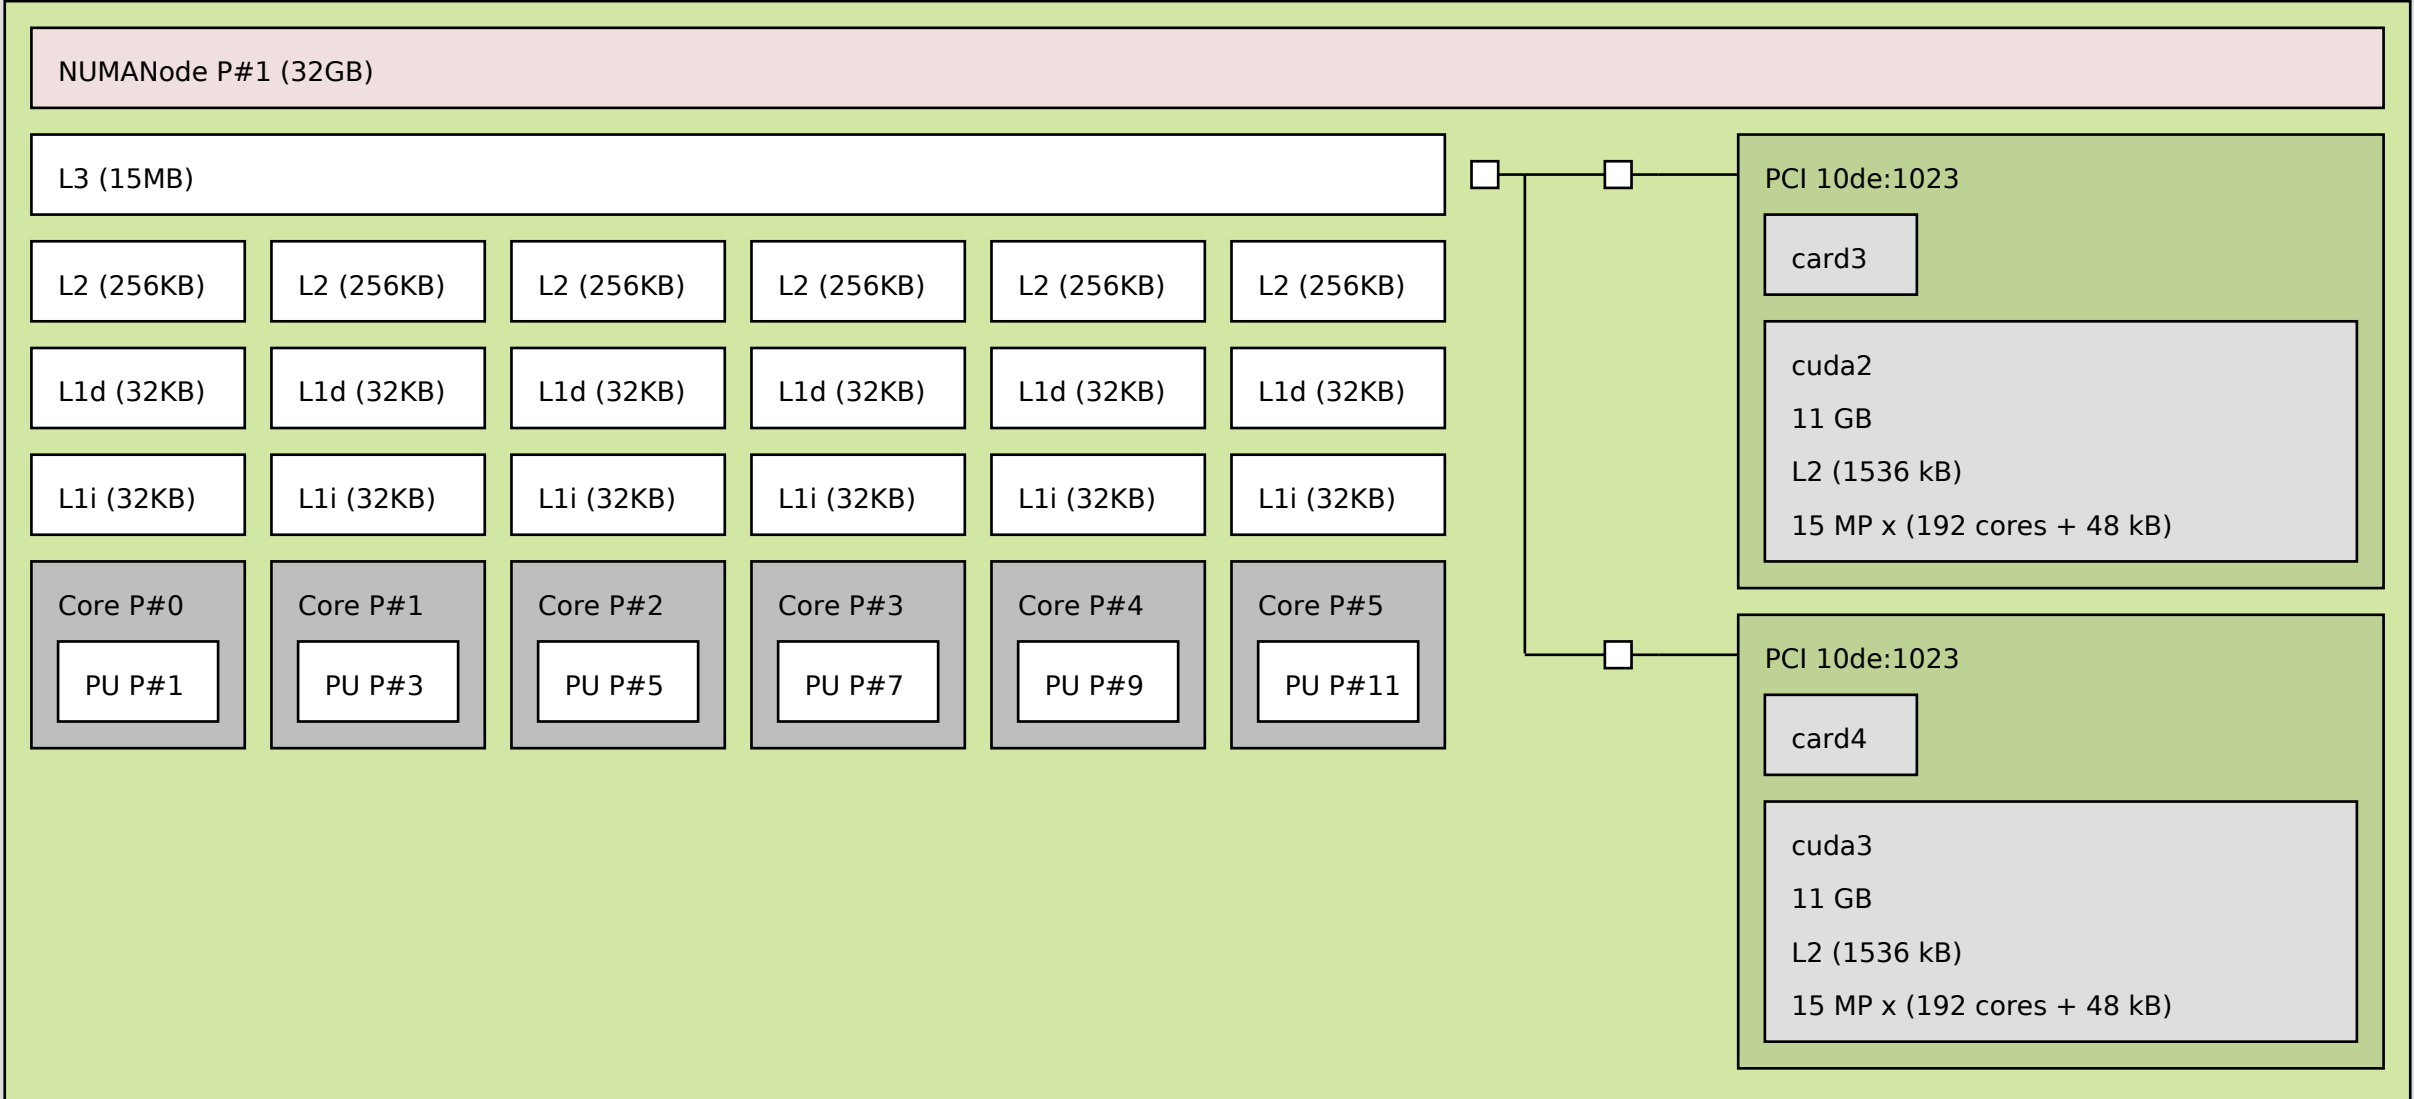 NUMANode P#1 (32GB)
L3 (15MB)
L2 (256KB) L2 (256KB) L2 (256KB) L2 (256KB) L2 (256KB) L2 (256KB)
L1d (32KB) L1d (32KB) L1d (32KB) L1d (32KB) L1d (32KB) L1d (32KB)
L1i (32KB) L1i (32KB) L1i (32KB) L1i (32KB) L1i (32KB) L1i (32KB)
Core P#0 Core P#1 Core P#2 Core P#3 Core P#4 Core P#5
PU P#1 PU P#3 PU P#5 PU P#7 PU P#9 PU P#11
PCI 10de:1023
card3
cuda2
11 GB
L2 (1536 kB)
15 MP x (192 cores + 48 kB)
PCI 10de:1023
card4
cuda3
11 GB
L2 (1536 kB)
15 MP x (192 cores + 48 kB)